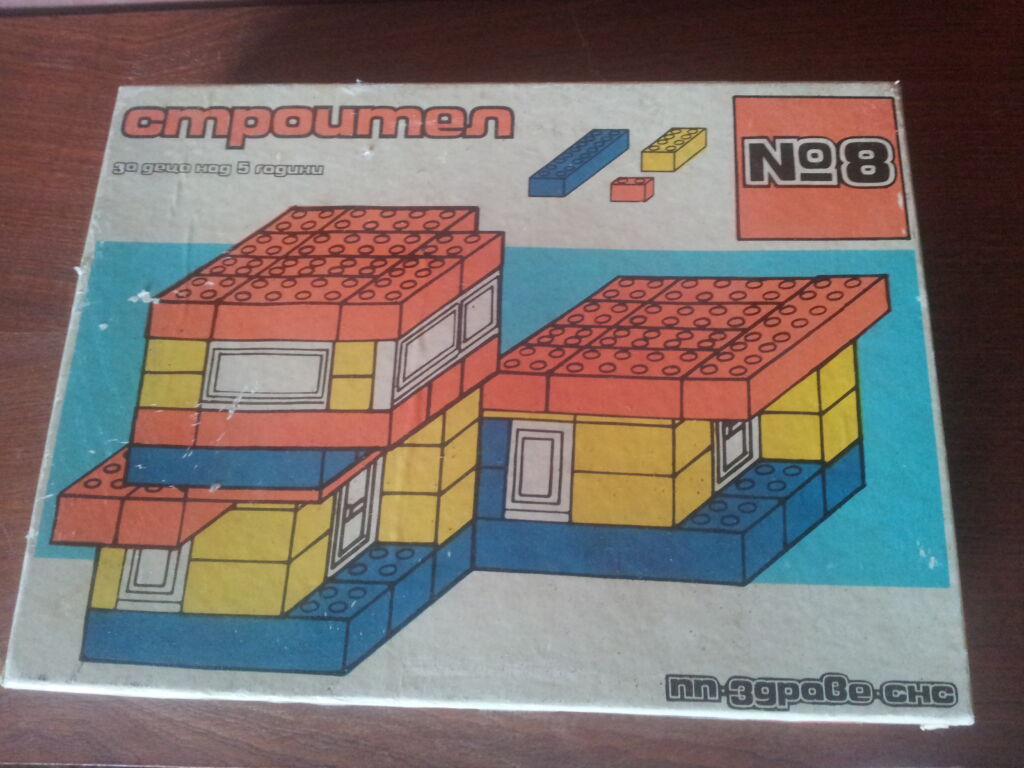 строител
за деца над 5 години
№8
пп·здраве·снс